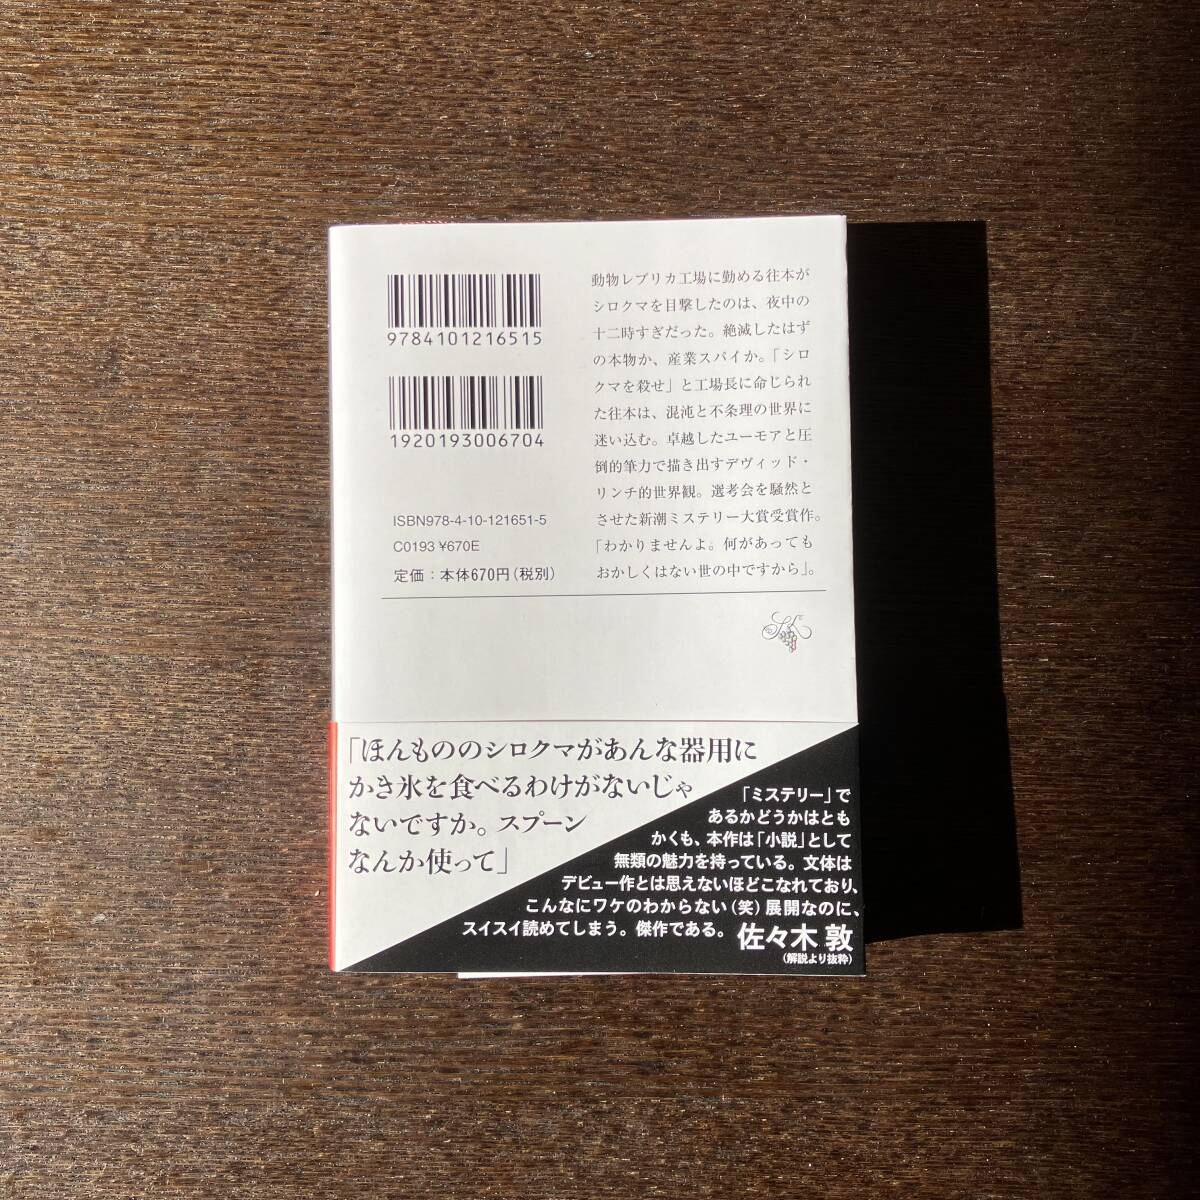 9784101216515
1920193006704
ISBN978-4-10-121651-5
C0193 ¥670E
定価：本体670円（税別）
動物レプリカ工場に勤める往本が
シロクマを目撃したのは、夜中の
十二時すぎだった。絶滅したはず
の本物か、産業スパイか。「シロ
クマを殺せ」と工場長に命じられ
た往本は、混沌と不条理の世界に
迷い込む。卓越したユーモアと圧
倒的筆力で描き出すデヴィッド・
リンチ的世界観。選考会を騒然と
させた新潮ミステリー大賞受賞作。
「わかりませんよ。何があっても
おかしくはない世の中ですから」。
「ほんもののシロクマがあんな器用に
かき氷を食べるわけがないじゃ
ないですか。スプーン
なんか使って」
「ミステリー」で
あるかどうかはとも
かくも、本作は「小説」として
無類の魅力を持っている。文体は
デビュー作とは思えないほどこなれており、
こんなにワケのわからない（笑）展開なのに、
スイスイ読めてしまう。傑作である。
佐々木 敦
（解説より抜粋）